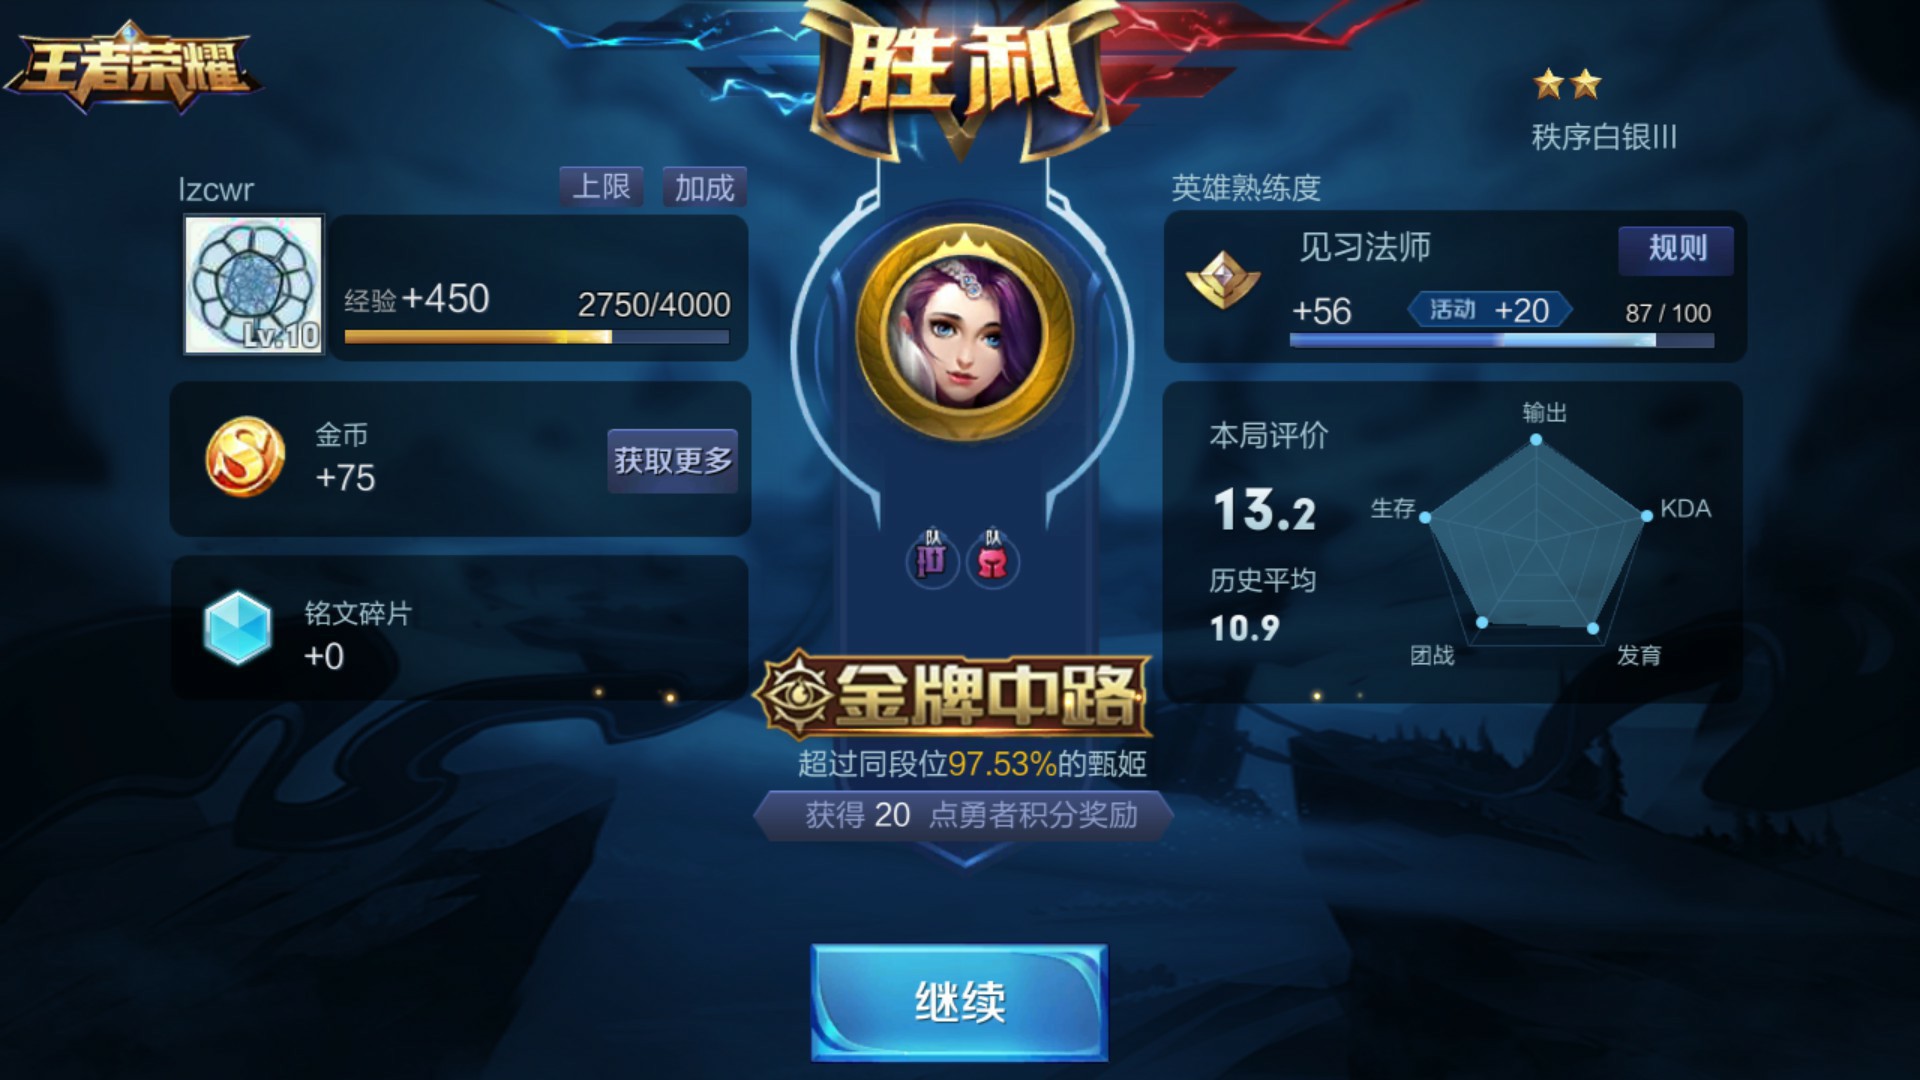 王者荣耀
胜利
秩序白银III
lzcwr
上限
加成
Lv.10
经验+450
2750/4000
金币
+75
获取更多
铭文碎片
+0
队
队
金牌中路
超过同段位97.53%的甄姬
获得 20 点勇者积分奖励
英雄熟练度
见习法师
规则
+56
活动 +20
87 / 100
本局评价
13.2
历史平均
10.9
输出
生存
KDA
团战
发育
继续